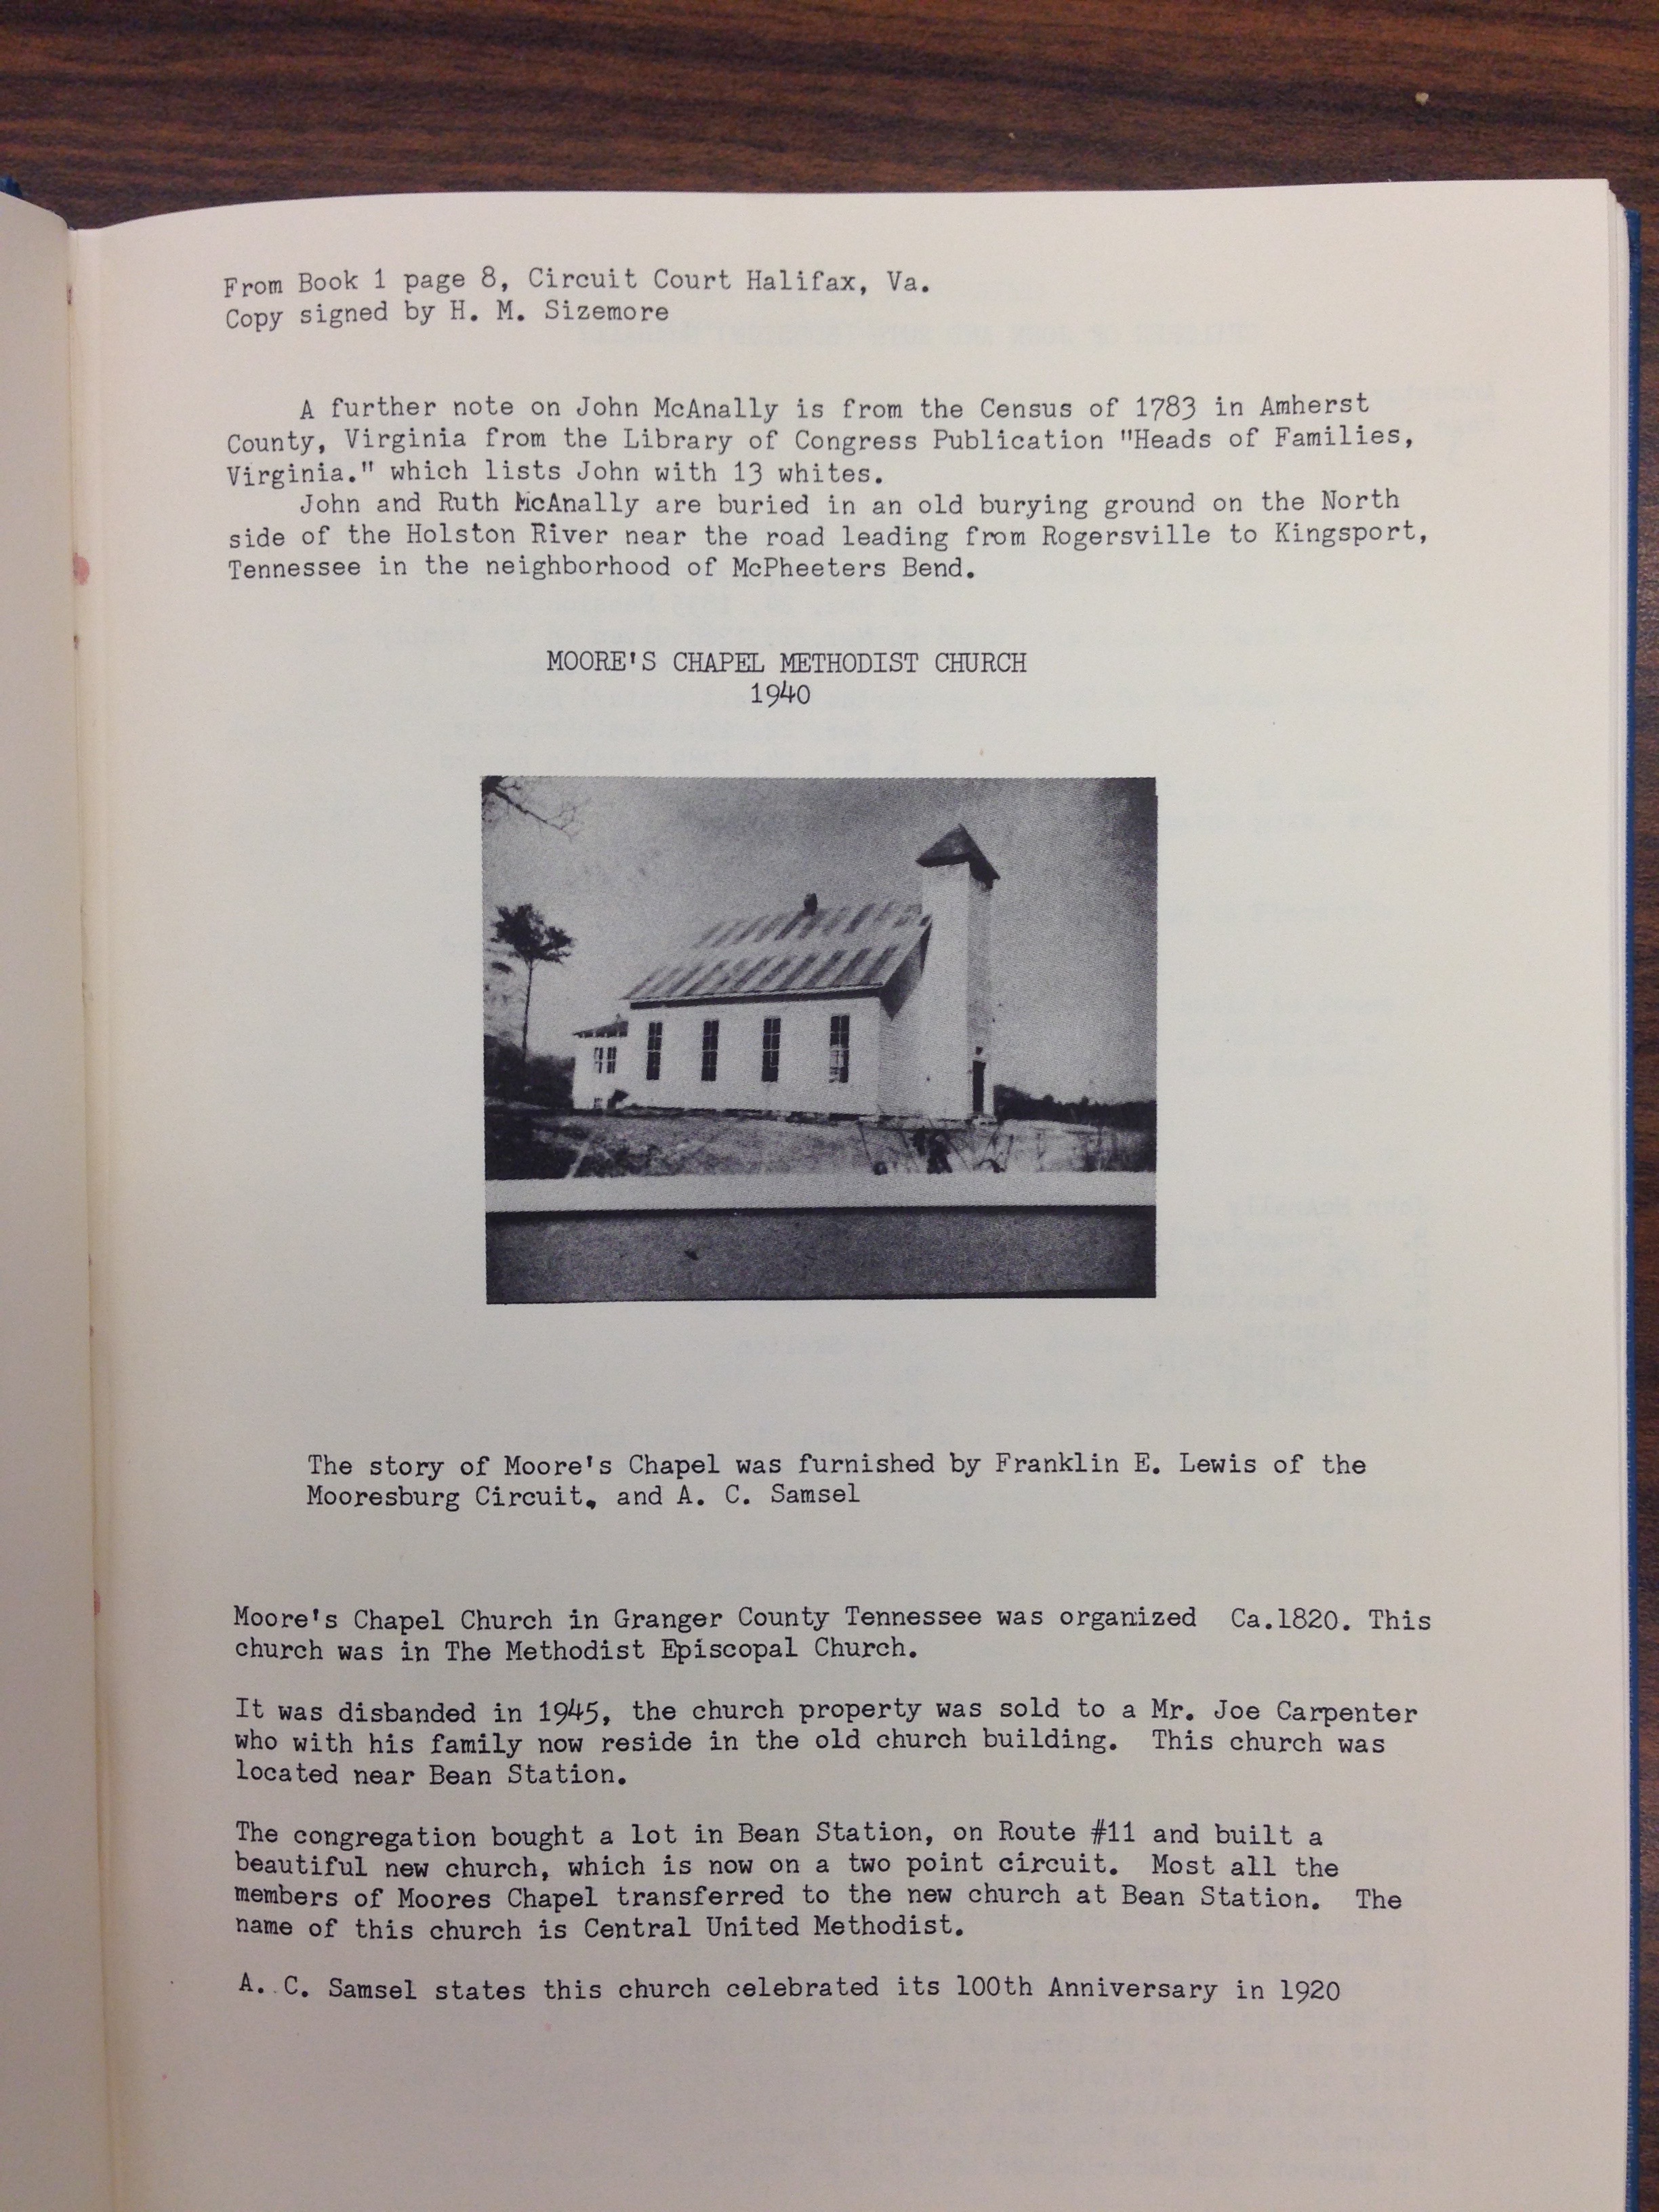 From Book 1 page 8, Circuit Court Halifax, Va.
Copy signed by H. M. Sizemore
A further note on John McAnally is from the Census of 1783 in Amherst
County, Virginia from the Library of Congress Publication "Heads of Families,
Virginia." which lists John with 13 whites.
John and Ruth McAnally are buried in an old burying ground on the North
side of the Holston River near the road leading from Rogersville to Kingsport,
Tennessee in the neighborhood of McPheeters Bend.
MOORE'S CHAPEL METHODIST CHURCH
1940
The story of Moore's Chapel was furnished by Franklin E. Lewis of the
Mooresburg Circuit, and A. C. Samsel
Moore's Chapel Church in Granger County Tennessee was organized Ca.1820. This
church was in The Methodist Episcopal Church.
It was disbanded in 1945, the church property was sold to a Mr. Joe Carpenter
who with his family now reside in the old church building. This church was
located near Bean Station.
The congregation bought a lot in Bean Station, on Route #11 and built a
beautiful new church, which is now on a two point circuit. Most all the
members of Moores Chapel transferred to the new church at Bean Station. The
name of this church is Central United Methodist.
A. C. Samsel states this church celebrated its 100th Anniversary in 1920